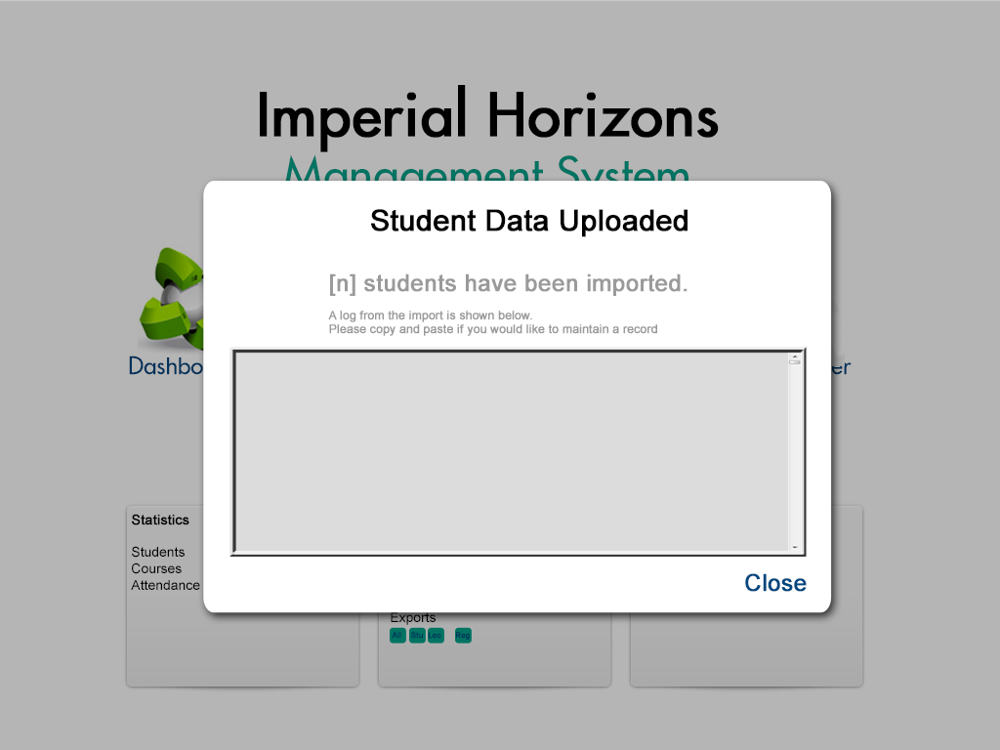 Imperial Horizons
Management System
Student Data Uploaded
[n] students have been imported.
A log from the import is shown below.
Please copy and paste if you would like to maintain a record
Dashbo
er
Close
Statistics
Students
Courses
Attendance
Exports
All Stu Lec Reg